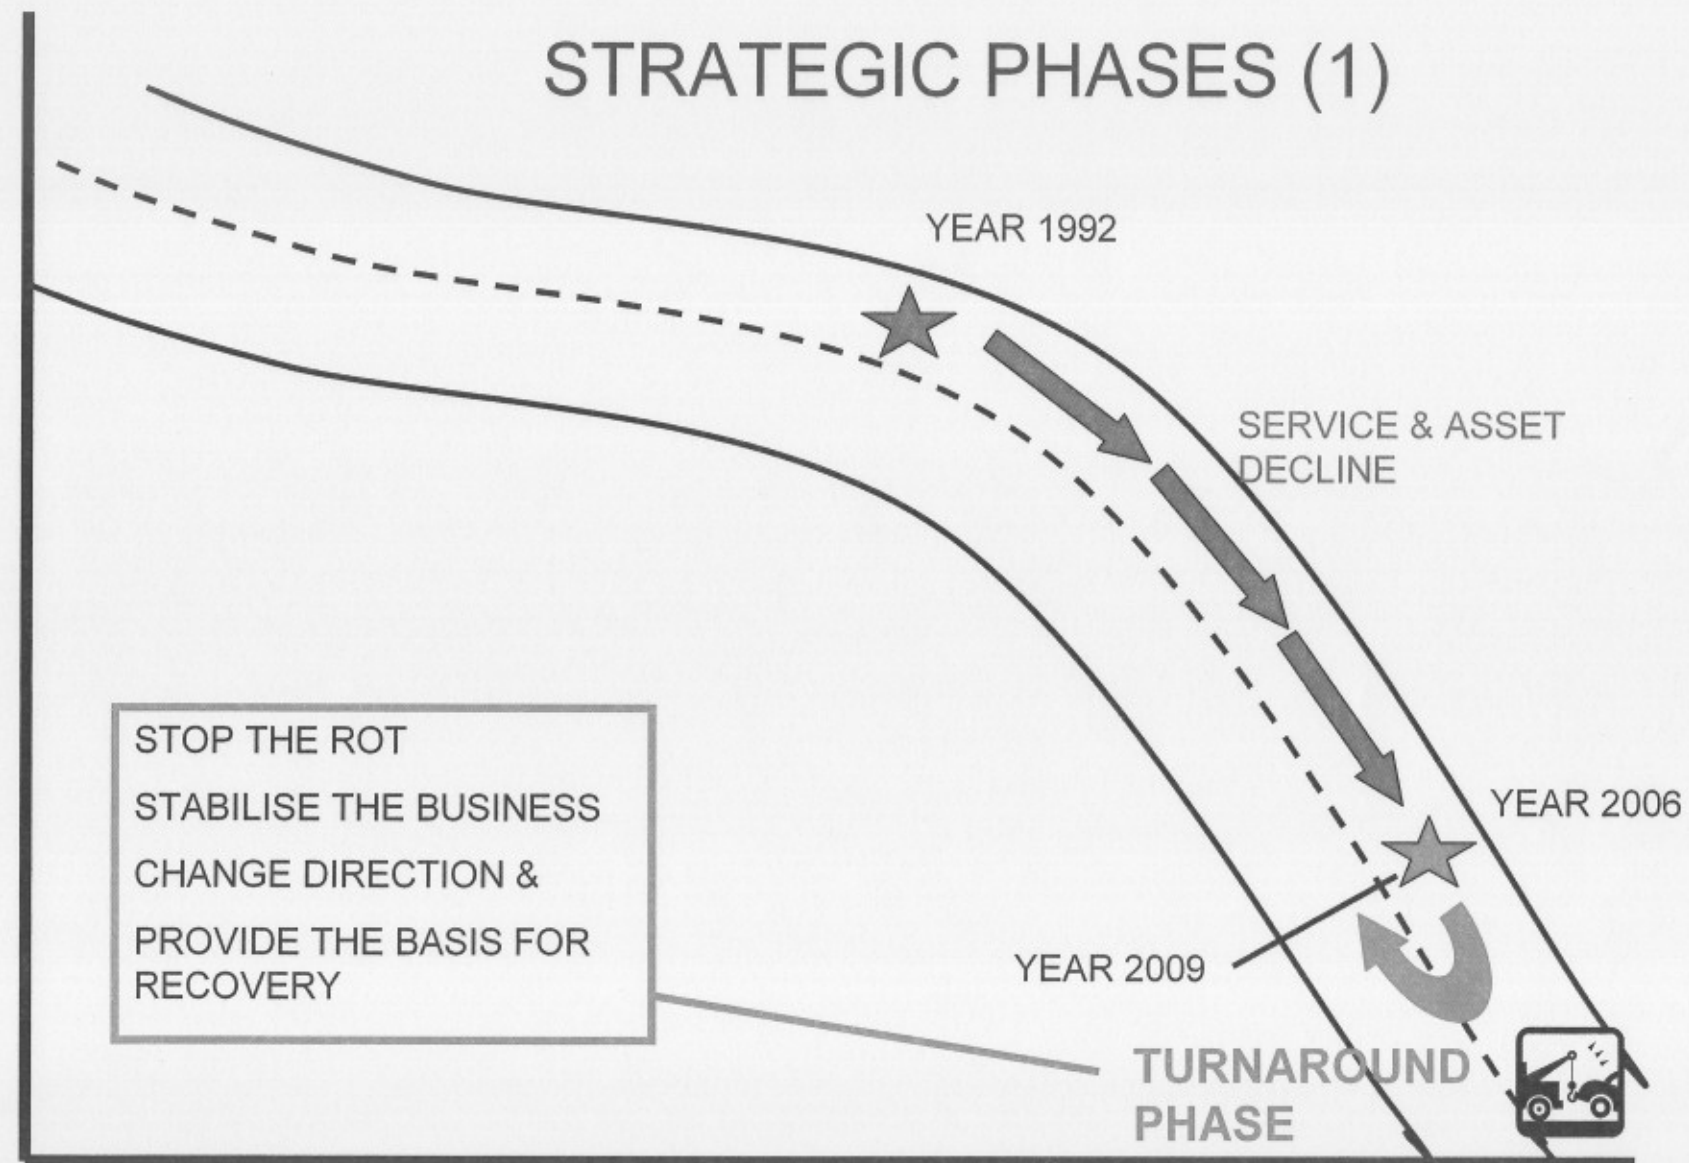 STRATEGIC PHASES (1)
YEAR 1992
SERVICE & ASSET
DECLINE
STOP THE ROT
STABILISE THE BUSINESS
CHANGE DIRECTION &
PROVIDE THE BASIS FOR
RECOVERY
YEAR 2006
YEAR 2009
TURNAROUND
PHASE